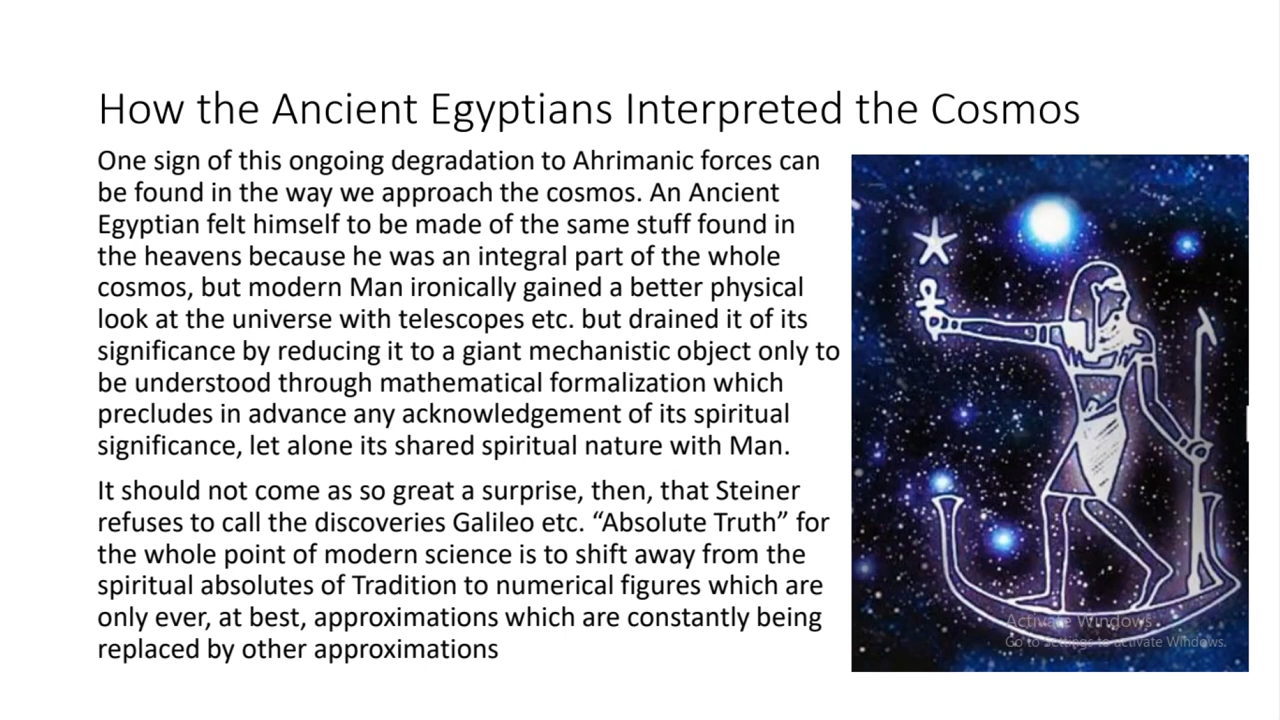 How the Ancient Egyptians Interpreted the Cosmos
One sign of this ongoing degradation to Ahrimanic forces can
be found in the way we approach the cosmos. An Ancient
Egyptian felt himself to be made of the same stuff found in
the heavens because he was an integral part of the whole
cosmos, but modern Man ironically gained a better physical
look at the universe with telescopes etc. but drained it of its
significance by reducing it to a giant mechanistic object only to
be understood through mathematical formalization which
precludes in advance any acknowledgement of its spiritual
significance, let alone its shared spiritual nature with Man.
It should not come as so great a surprise, then, that Steiner
refuses to call the discoveries Galileo etc. “Absolute Truth” for
the whole point of modern science is to shift away from the
spiritual absolutes of Tradition to numerical figures which are
only ever, at best, approximations which are constantly being
replaced by other approximations
Activate Windows
Go to Settings to activate Windows.